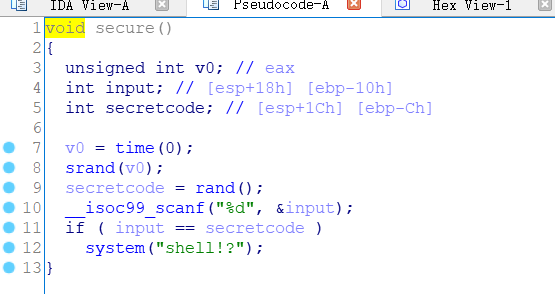 IDA View-A
Pseudocode-A
Hex View-1
1 void secure()
2 {
3 unsigned int v0; // eax
4 int input; // [esp+18h] [ebp-10h]
5 int secretcode; // [esp+1Ch] [ebp-Ch]
6
7 v0 = time(0);
8 srand(v0);
9 secretcode = rand();
10 __isoc99_scanf("%d", &input);
11 if ( input == secretcode )
12 system("shell!?");
13 }